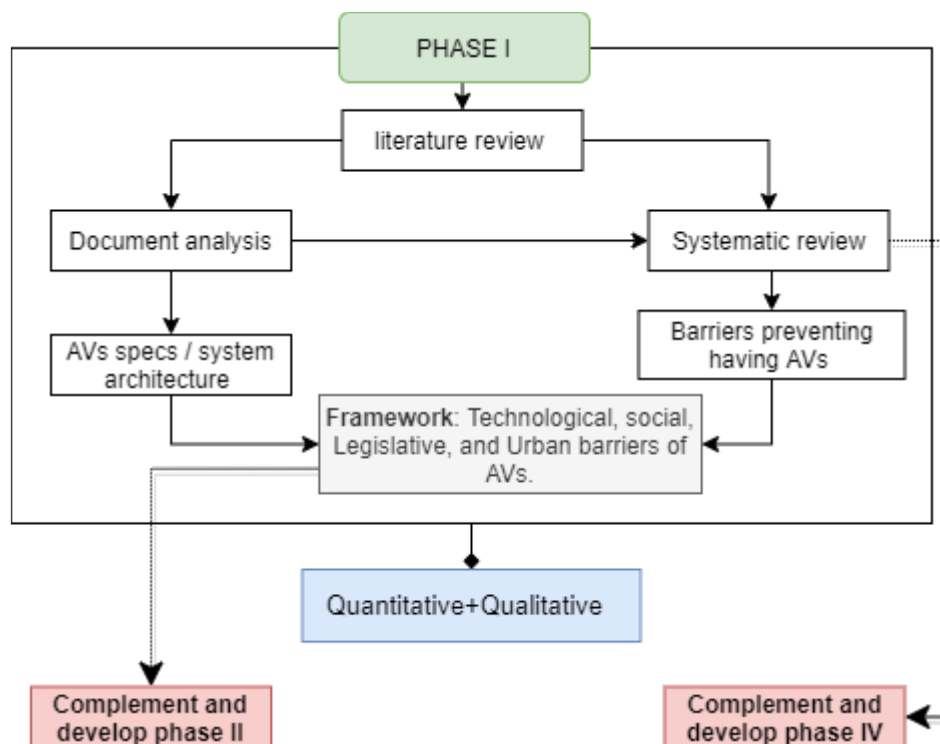 PHASE I
literature review
Document analysis
Systematic review
AVs specs / system
architecture
Barriers preventing
having AVs
Framework: Technological, social,
Legislative, and Urban barriers of
AVs.
Quantitative+Qualitative
Complement and
develop phase II
Complement and
develop phase IV